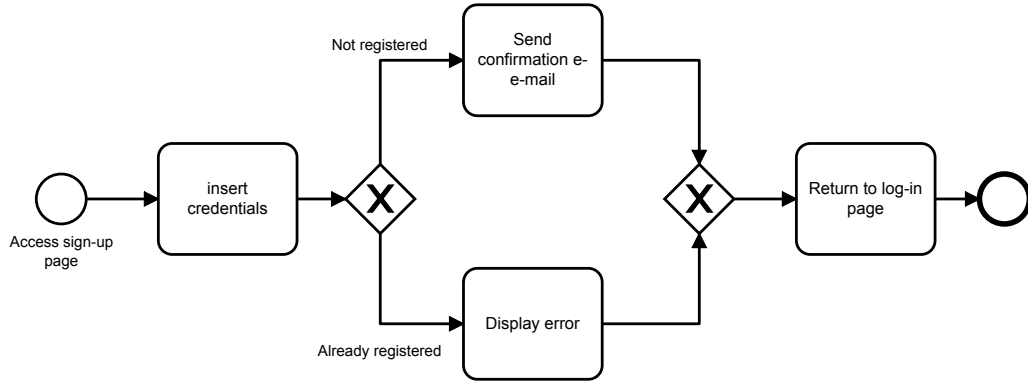 Access sign-up
page
insert
credentials
Not registered
Send
confirmation e-
e-mail
Already registered
Display error
Return to log-in
page